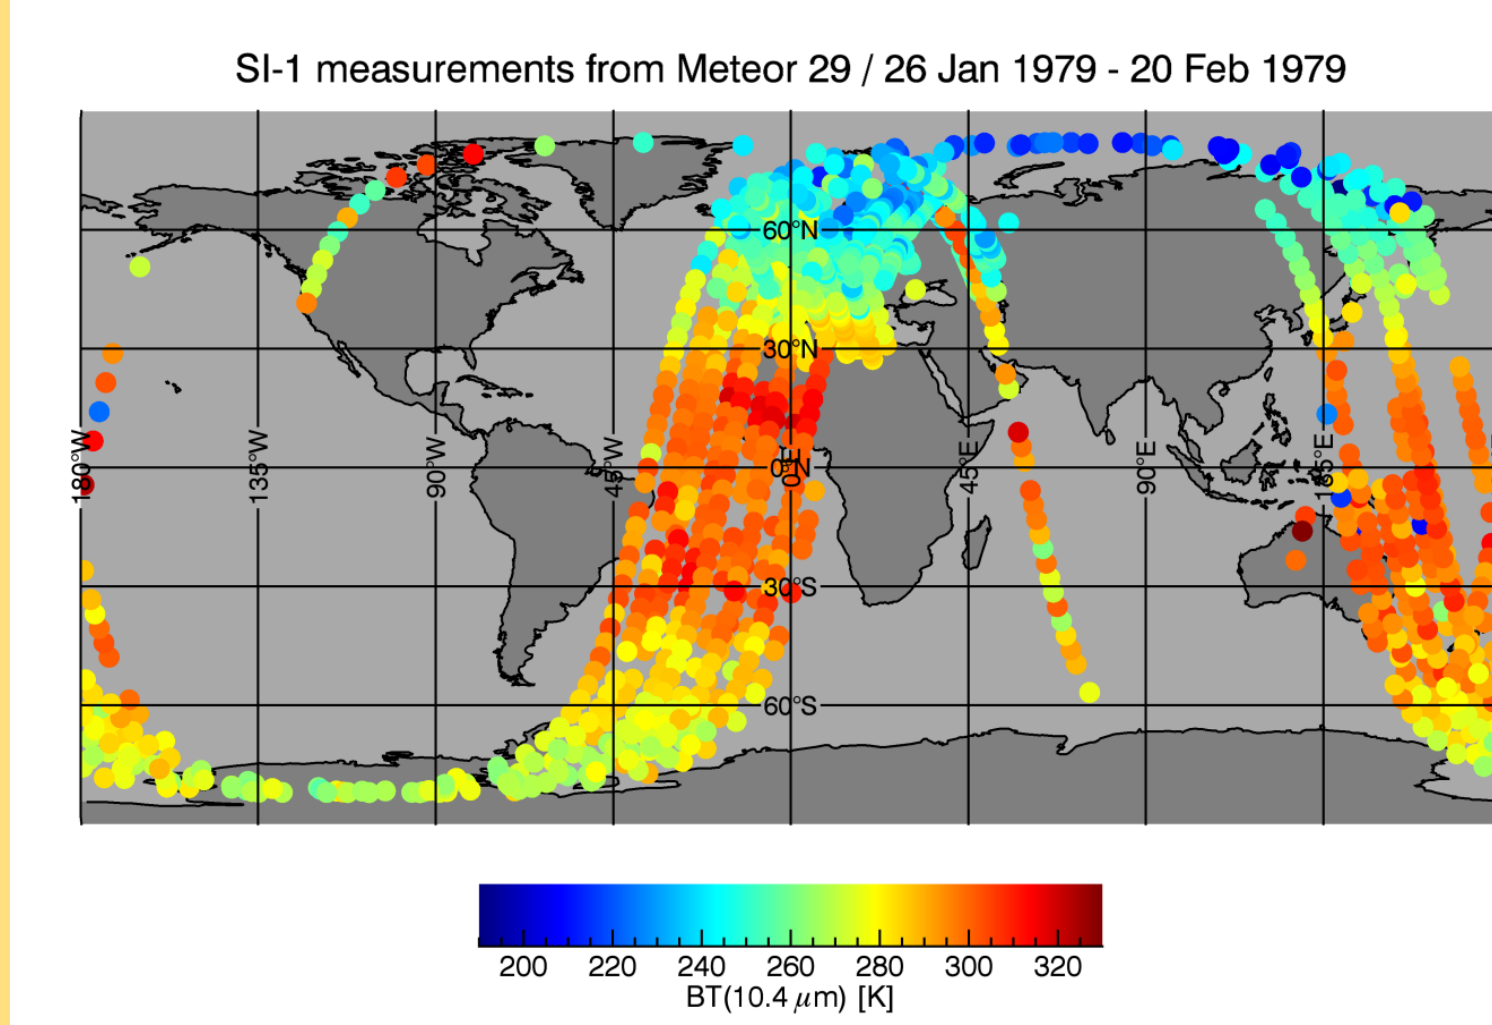 SI-1 measurements from Meteor 29 / 26 Jan 1979 - 20 Feb 1979
60°N
30°N
180°W
135°W
90°W
45°W
0°N
0°E
45°E
90°E
135°E
30°S
60°S
200 220 240 260 280 300 320
BT(10.4 μm) [K]